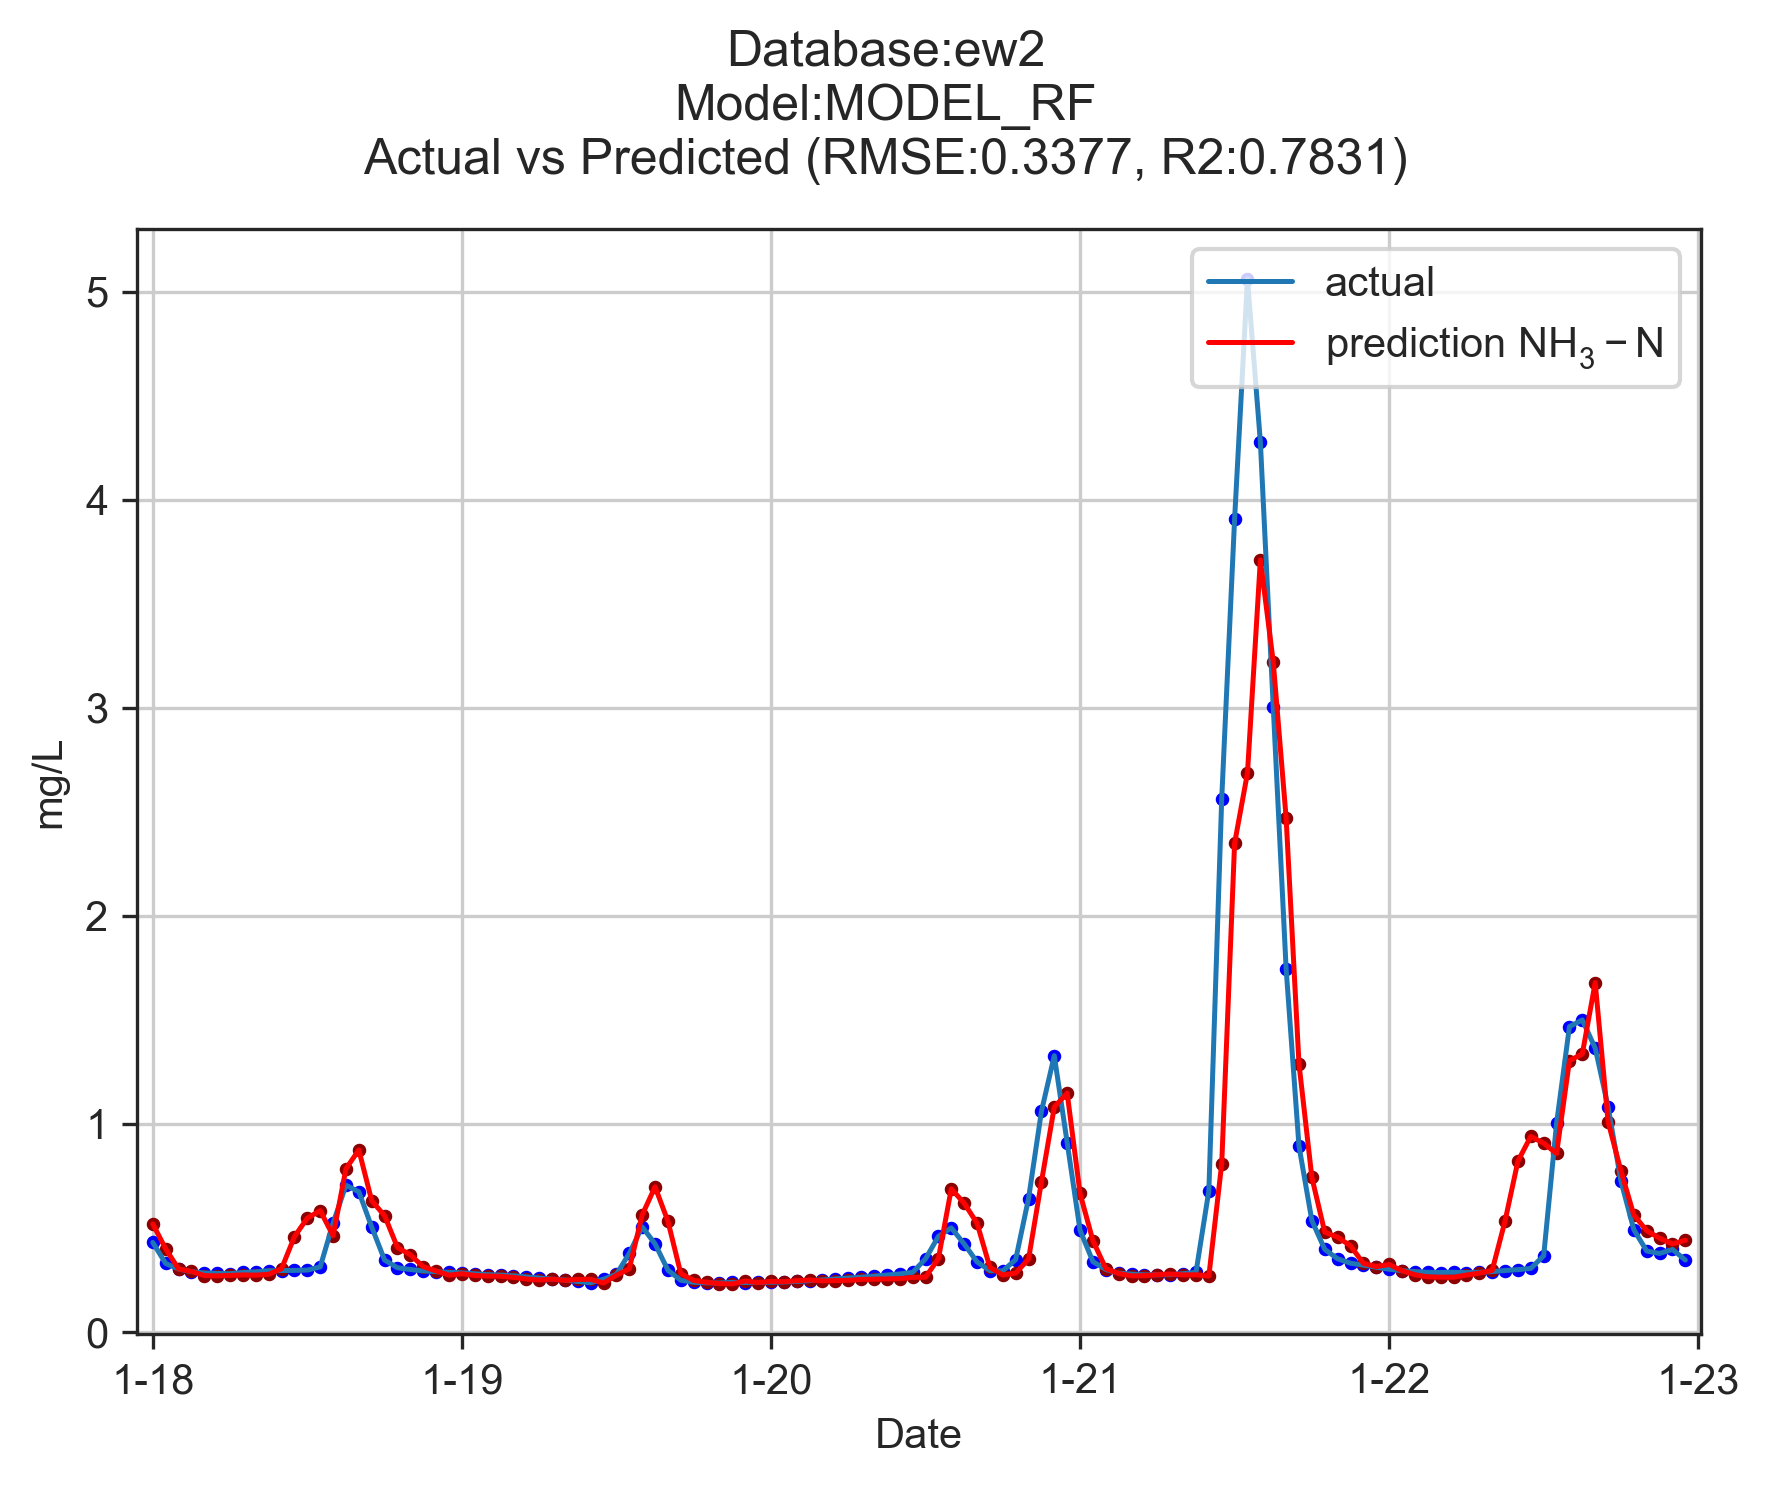 Database:ew2
Model:MODEL_RF
Actual vs Predicted (RMSE:0.3377, R2:0.7831)
actual
prediction NH₃ − N
5
4
3
2
1
0
mg/L
1-18 1-19 1-20 1-21 1-22 1-23
Date